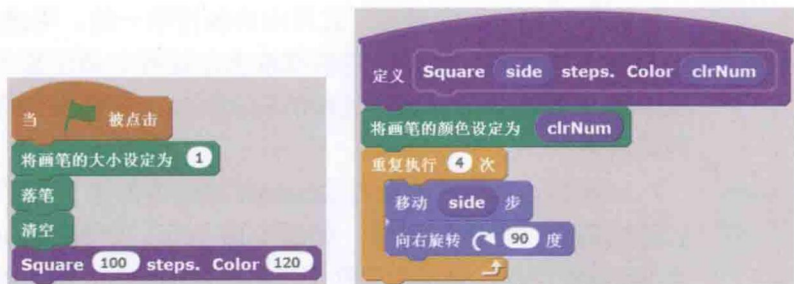 当 被点击
将画笔的大小设定为 1
落笔
清空
Square 100 steps. Color 120
定义 Square side steps. Color clrNum
将画笔的颜色设定为 clrNum
重复执行 4 次
移动 side 步
向右旋转 90 度